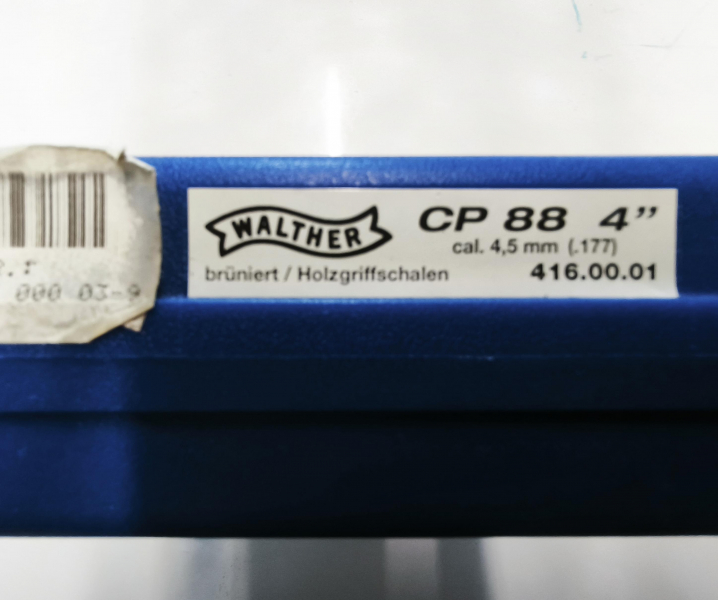 WALTHER
CP 88 4”
cal. 4,5 mm (.177)
brüniert / Holzgriffschalen
416.00.01
000 03-9